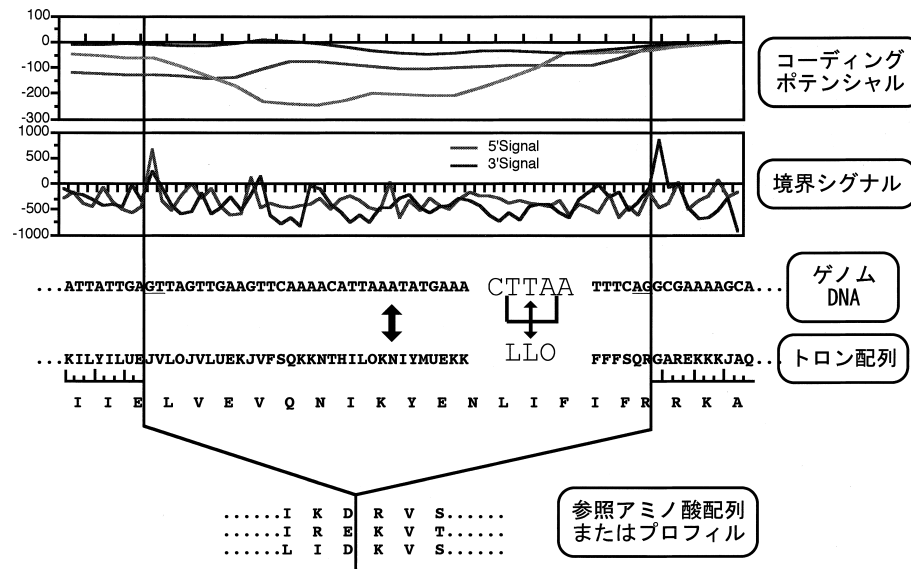 100
0
-100
-200
-300
コーディング
ポテンシャル
1000
500
0
-500
-1000
5'Signal
3'Signal
境界シグナル
...ATTATTGAGTTAGTTGAAGTTCAAAACATTAAATATGAAA CTTAA TTTCAGGCGAAAAGCA...
ゲノム
DNA
LLO
...KILYILUEJVLOJVLUEKJVFSQKKNTHILOKNIYMUEKK FFFSQRGAREKKKJAQ...
トロン配列
I I E L V E V Q N I K Y E N L I F I F R R K A
......I K D R V S......
......I R E K V T......
......L I D K V S......
参照アミノ酸配列
またはプロフィル